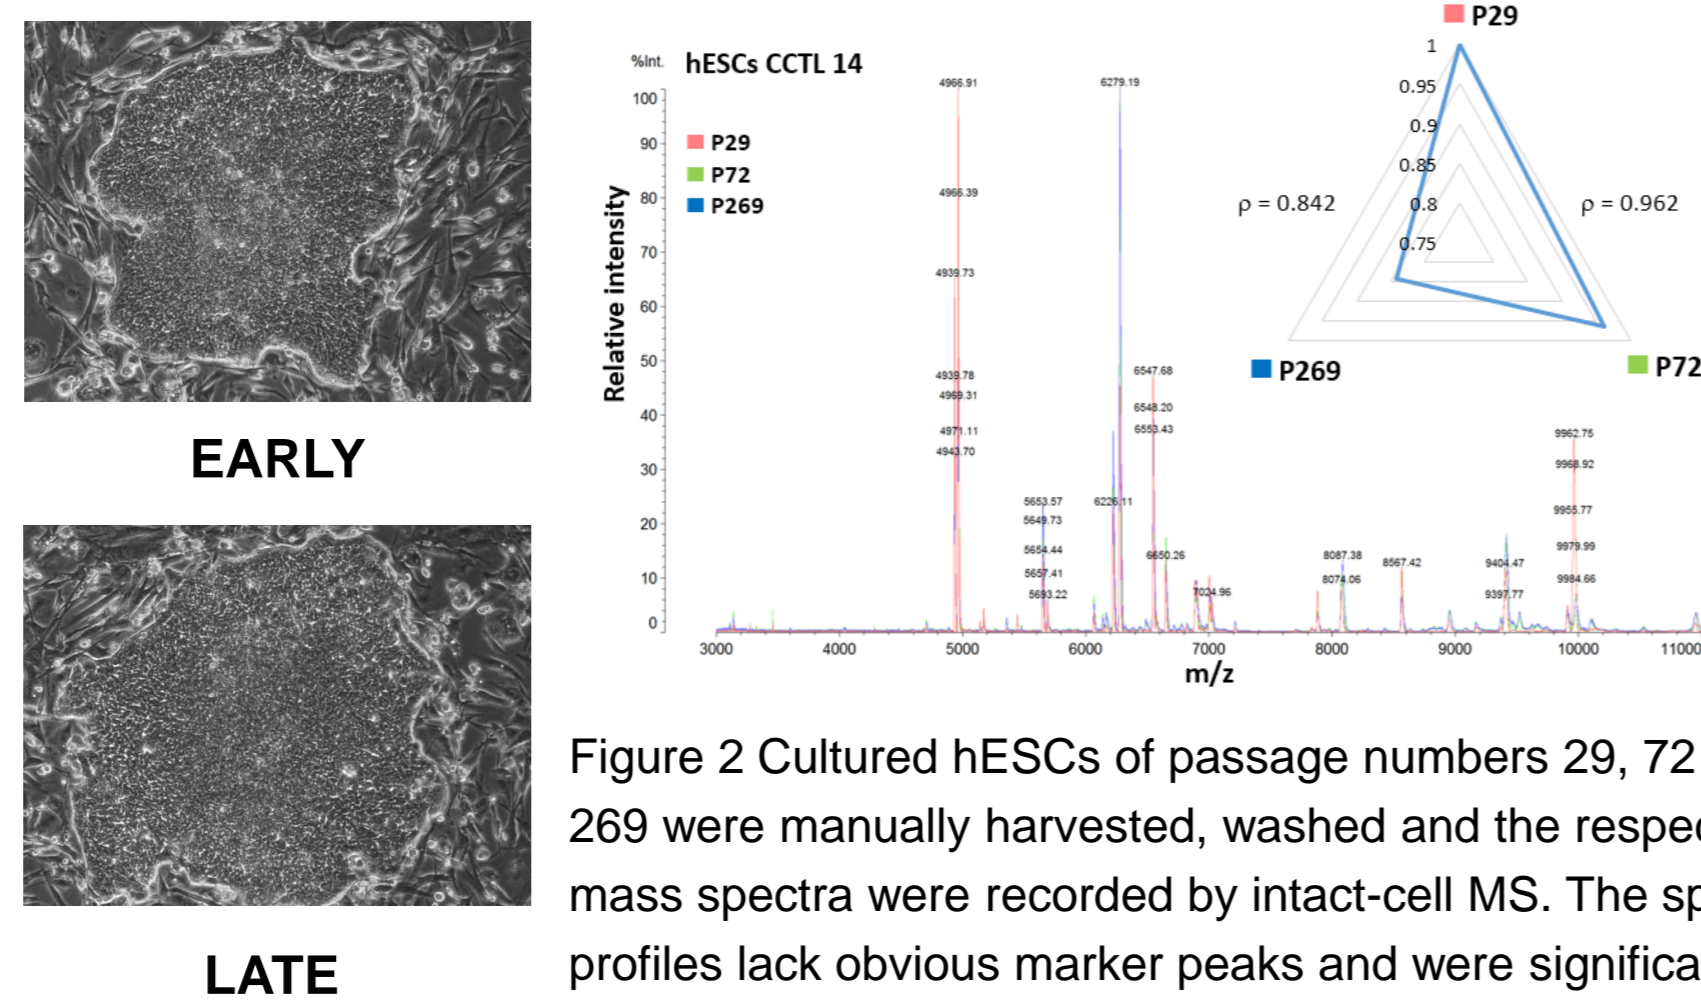 EARLY
LATE
%Int.
hESCs CCTL 14
P29
P72
P269
Relative intensity
100
90
80
70
60
50
40
30
20
10
0
3000 4000 5000 6000 7000 8000 9000 10000 11000
m/z
4966.91
4966.39
4939.73
4939.78
4969.31
4971.11
4943.70
5653.57
5649.73
5654.44
5657.41
5693.22
6279.19
6226.11
6547.68
6548.20
6553.43
6650.26
7024.96
8087.38
8074.06
8567.42
9404.47
9397.77
9962.75
9968.92
9955.77
9979.99
9984.66
P29
1
0.95
0.9
0.85
0.8
0.75
ρ = 0.842
ρ = 0.962
P269
P72
Figure 2 Cultured hESCs of passage numbers 29, 72
269 were manually harvested, washed and the respec
mass spectra were recorded by intact-cell MS. The sp
profiles lack obvious marker peaks and were significa